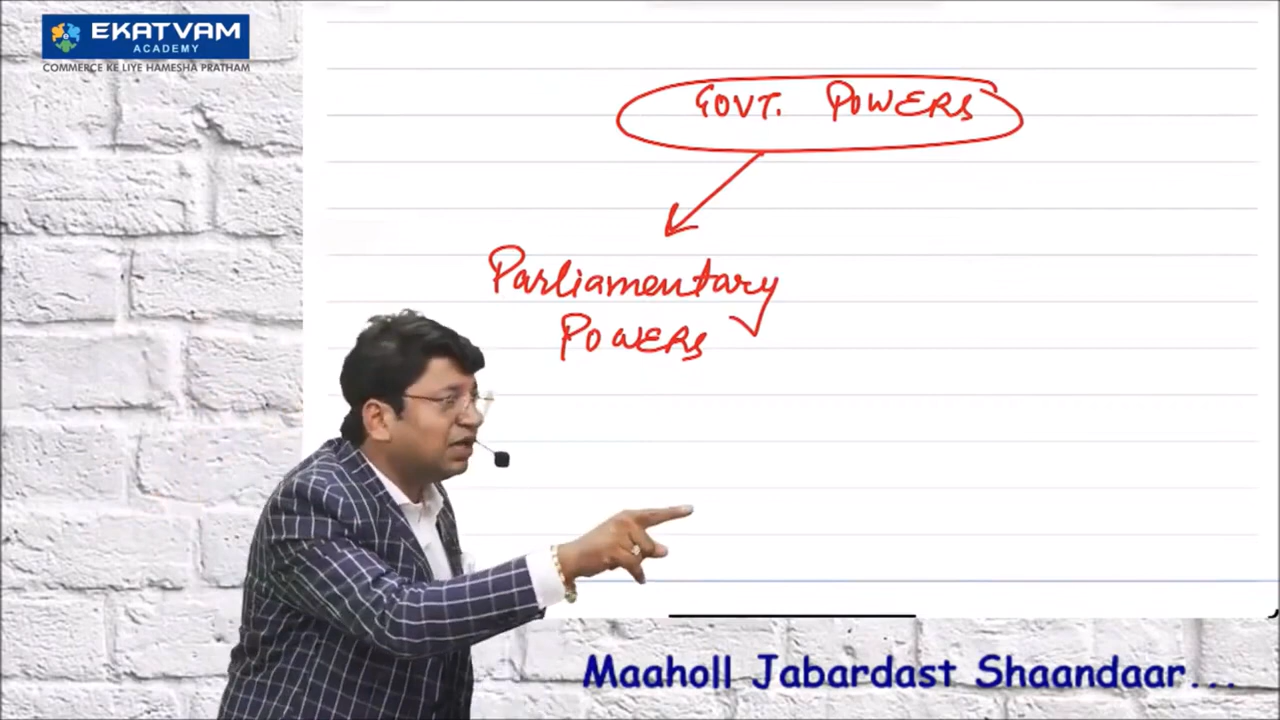 EKATVAM
ACADEMY
COMMERCE KE LIYE HAMESHA PRATHAM
GOVT. POWERS
Parliamentary
POWERS
Maaholl Jabardast Shaandaar...